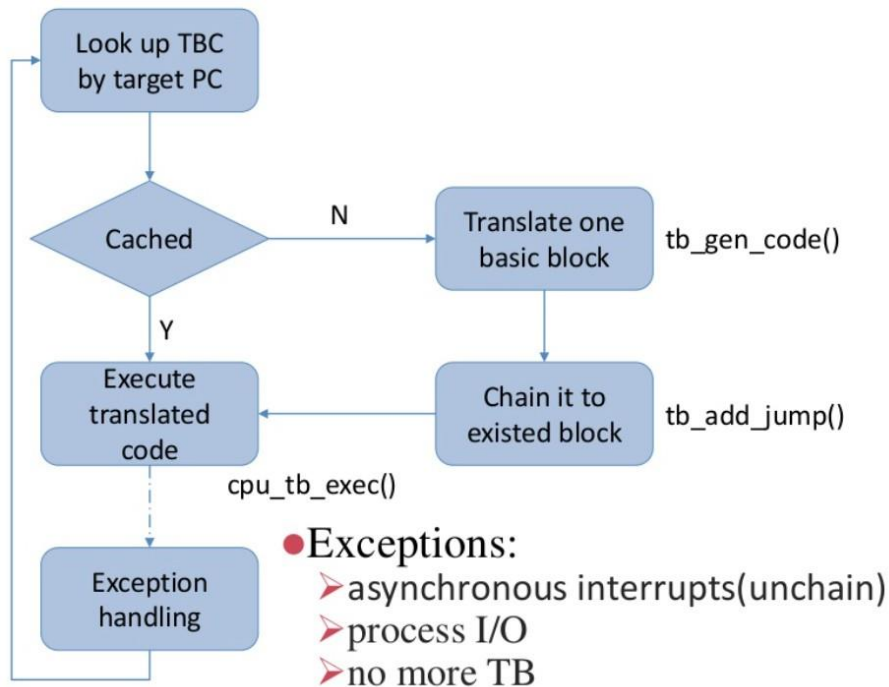 Look up TBC
by target PC
Cached
N
Translate one
basic block
tb_gen_code()
Y
Execute
translated
code
Chain it to
existed block
tb_add_jump()
cpu_tb_exec()
Exception
handling
●Exceptions:
➢asynchronous interrupts(unchain)
➢process I/O
➢no more TB